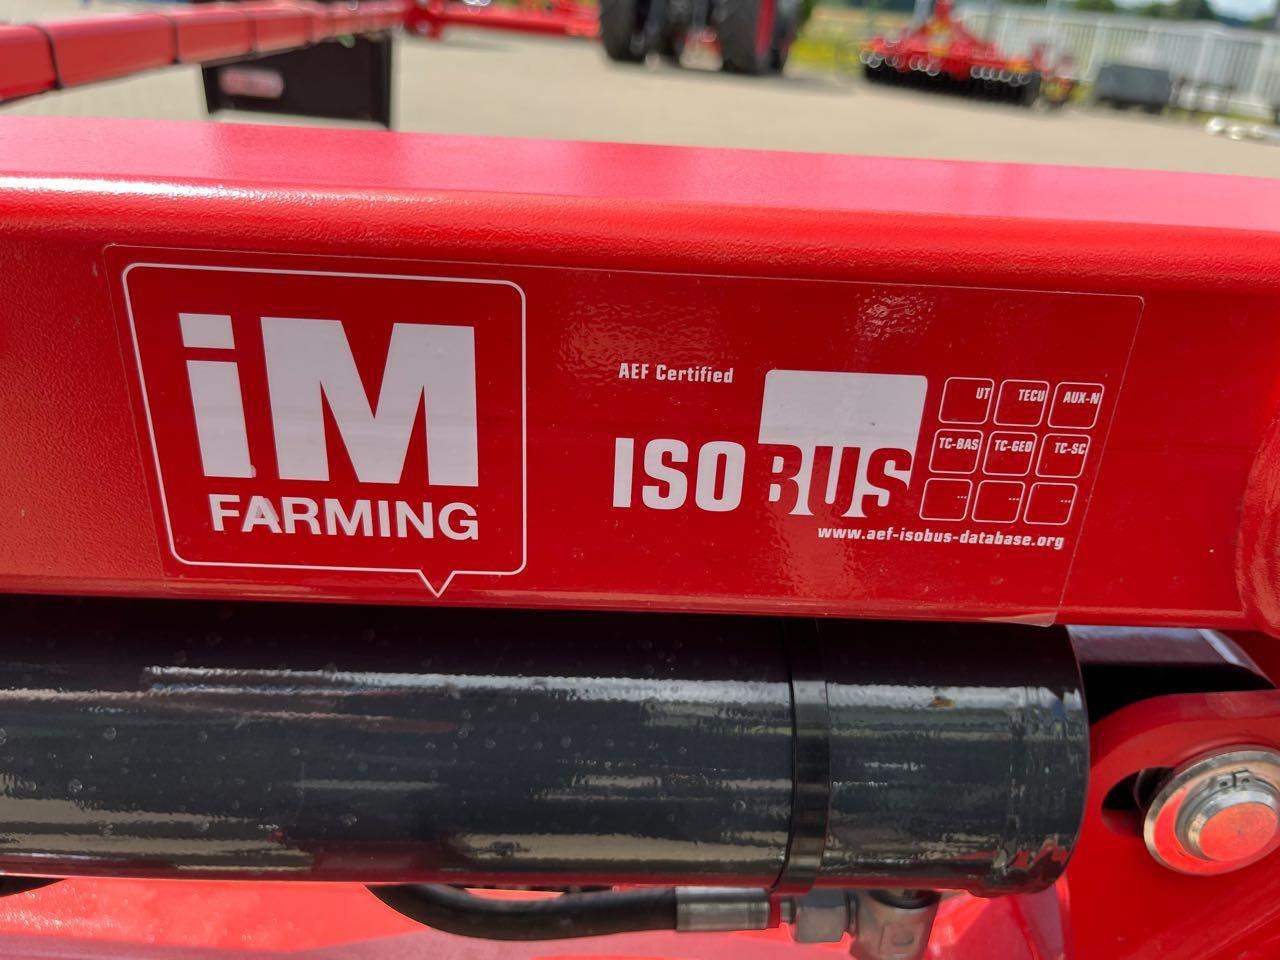 iM
FARMING
AEF Certified
ISOBUS
UT TECU AUX-N
TC-BAS TC-GEO TC-SC
... ... ...
www.aef-isobus-database.org